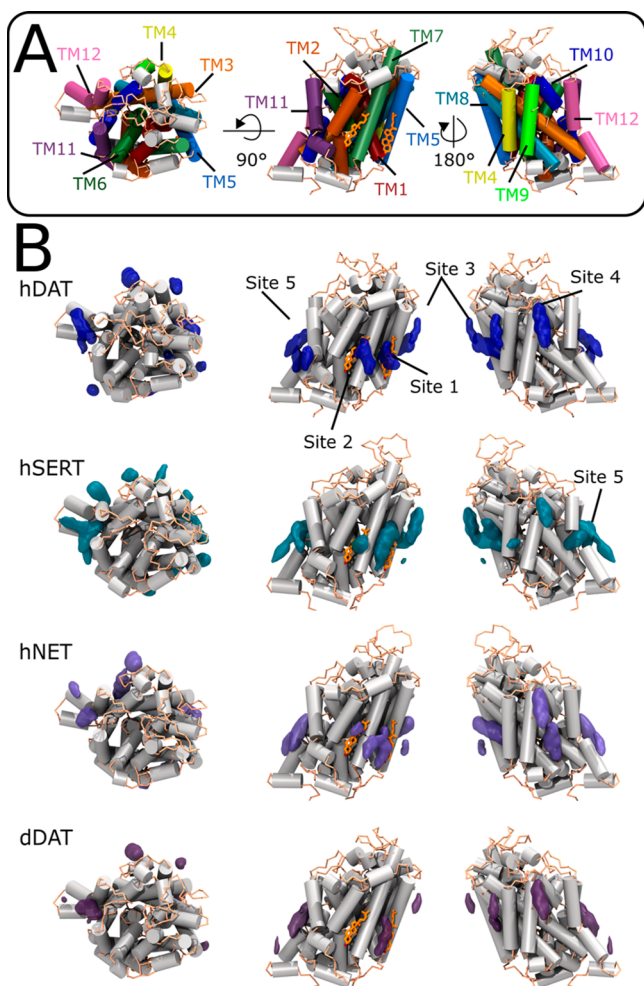 A
TM12
TM4
TM3
TM11
TM6
TM5
90°
TM2
TM7
TM11
TM5
TM1
180°
TM10
TM8
TM12
TM4
TM9
B
hDAT
Site 5
Site 3
Site 4
Site 1
Site 2
hSERT
Site 5
hNET
dDAT